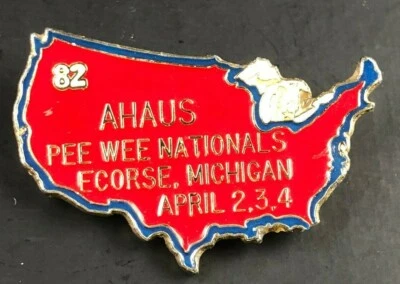 82
AHAUS
PEE WEE NATIONALS
ECORSE, MICHIGAN
APRIL 2,3,4